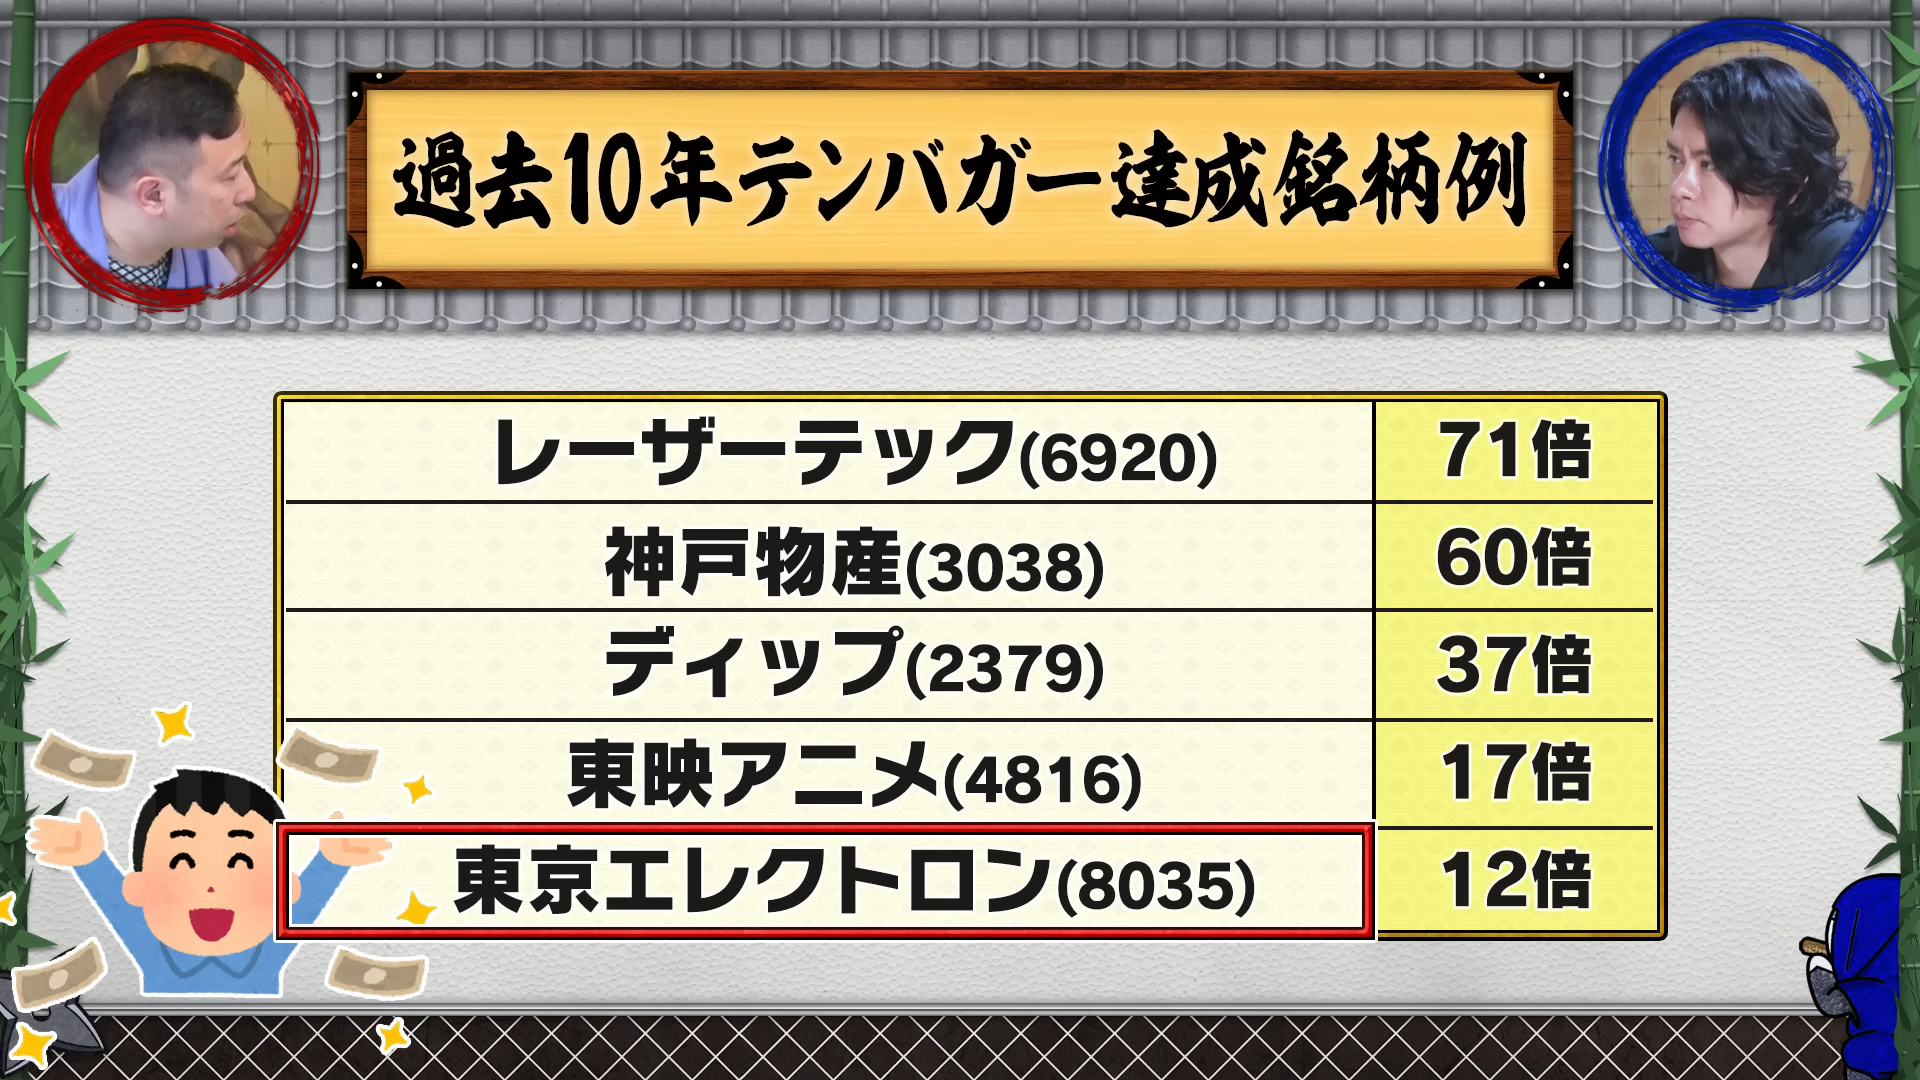 過去10年テンバガー達成銘柄例
レーザーテック(6920) 71倍
神戸物産(3038) 60倍
ディップ(2379) 37倍
東映アニメ(4816) 17倍
東京エレクトロン(8035) 12倍